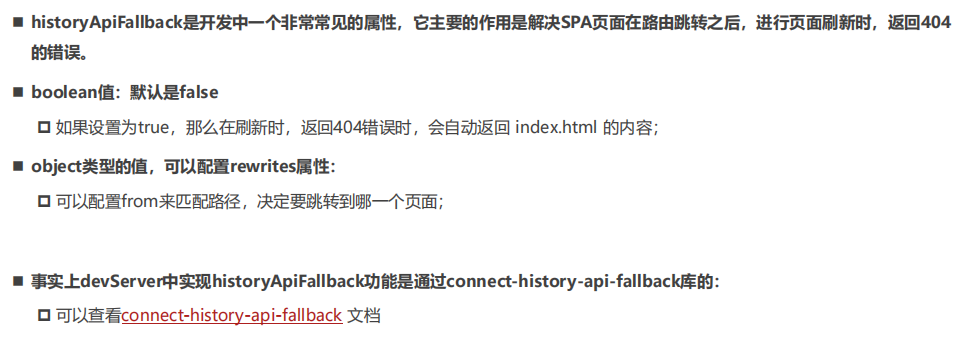 ■ historyApiFallback是开发中一个非常常见的属性，它主要的作用是解决SPA页面在路由跳转之后，进行页面刷新时，返回404
的错误。
■ boolean值：默认是false
如果设置为true，那么在刷新时，返回404错误时，会自动返回 index.html 的内容；
■ object类型的值，可以配置rewrites属性：
可以配置from来匹配路径，决定要跳转到哪一个页面；
■ 事实上devServer中实现historyApiFallback功能是通过connect-history-api-fallback库的：
可以查看connect-history-api-fallback 文档